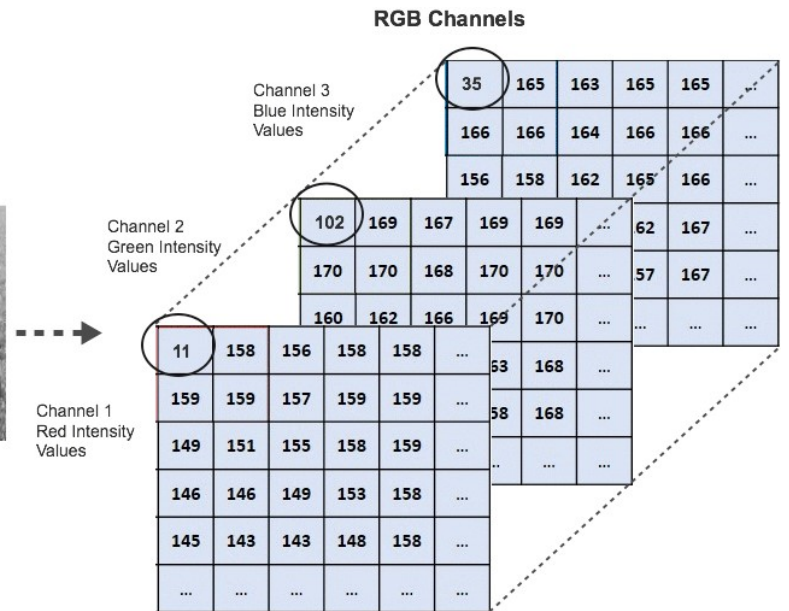 RGB Channels
Channel 3
Blue Intensity
Values
35 165 163 165 165 ...
166 166 164 166 166 ...
156 158 162 165 166 ...
167
167 ...
... ... ...
Channel 2
Green Intensity
Values
102 169 167 169 169 ...
170 170 168 170 170 ...
160 162 166 169 170 ...
168 ...
168 ...
... ...
Channel 1
Red Intensity
Values
11 158 156 158 158 ...
159 159 157 159 159 ...
149 151 155 158 159 ...
146 146 149 153 158 ...
145 143 143 148 158 ...
... ... ... ... ... ...